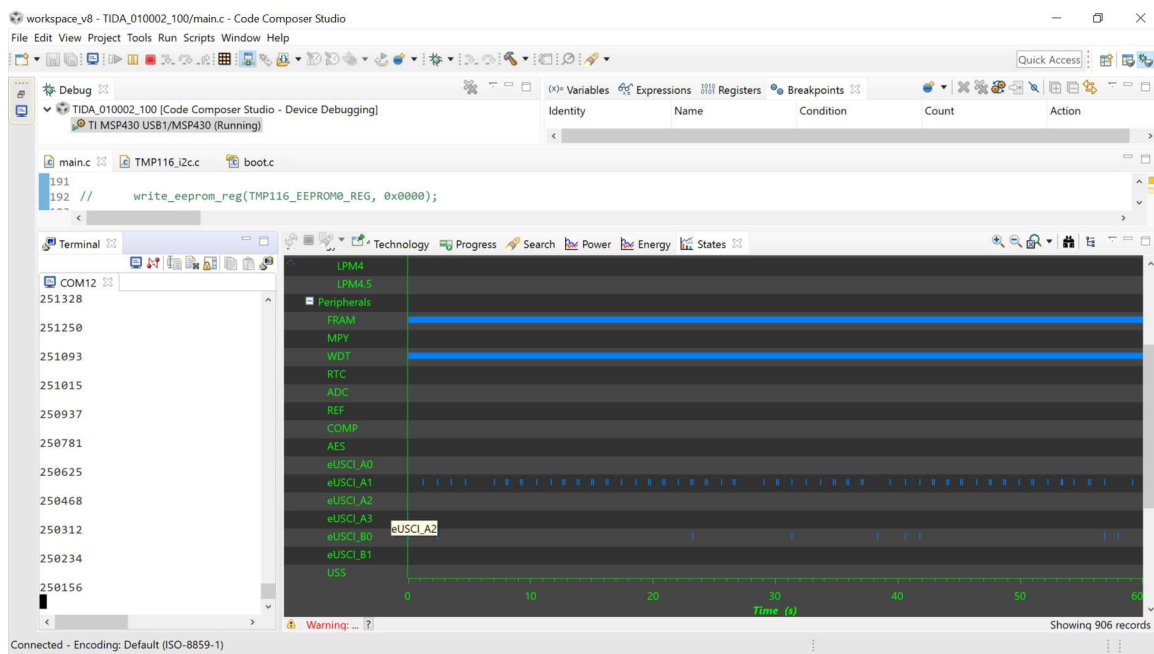 workspace_v8 - TIDA_010002_100/main.c - Code Composer Studio
File Edit View Project Tools Run Scripts Window Help
Quick Access
Debug
TIDA_010002_100 [Code Composer Studio - Device Debugging]
TI MSP430 USB1/MSP430 (Running)
(x)= Variables Expressions 1010 0101 Registers Breakpoints
Identity Name Condition Count Action
main.c TMP116_i2c.c boot.c
191
192 // write_eeprom_reg(TMP116_EEPROM0_REG, 0x0000);
Terminal
COM12
251328
251250
251093
251015
250937
250781
250625
250468
250312
250234
250156
Technology Progress Search Power Energy States
LPM4
LPM4.5
Peripherals
FRAM
MPY
WDT
RTC
ADC
REF
COMP
AES
eUSCI_A0
eUSCI_A1
eUSCI_A2
eUSCI_A3
eUSCI_A2
eUSCI_B0
eUSCI_B1
USS
0 10 20 30 40 50 60
Time (s)
Warning: ... ?
Showing 906 records
Connected - Encoding: Default (ISO-8859-1)